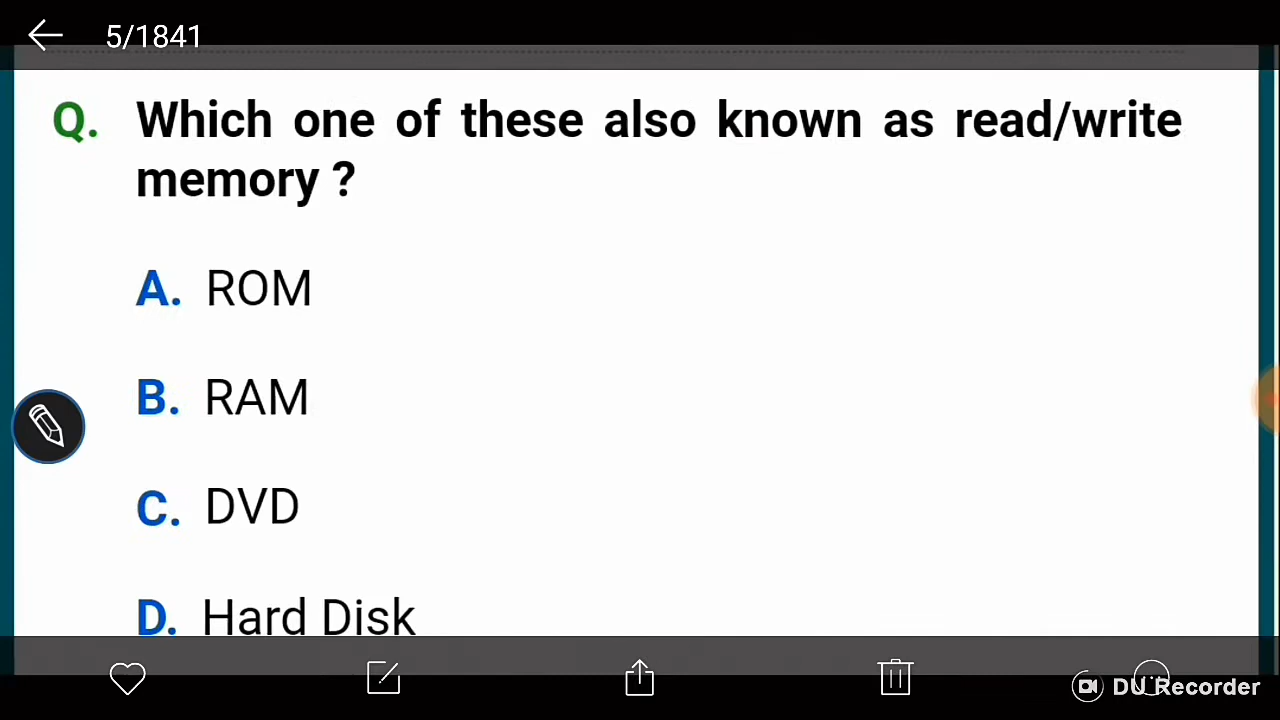 5/1841
Q. Which one of these also known as read/write
memory ?
A. ROM
B. RAM
C. DVD
D. Hard Disk
DU Recorder